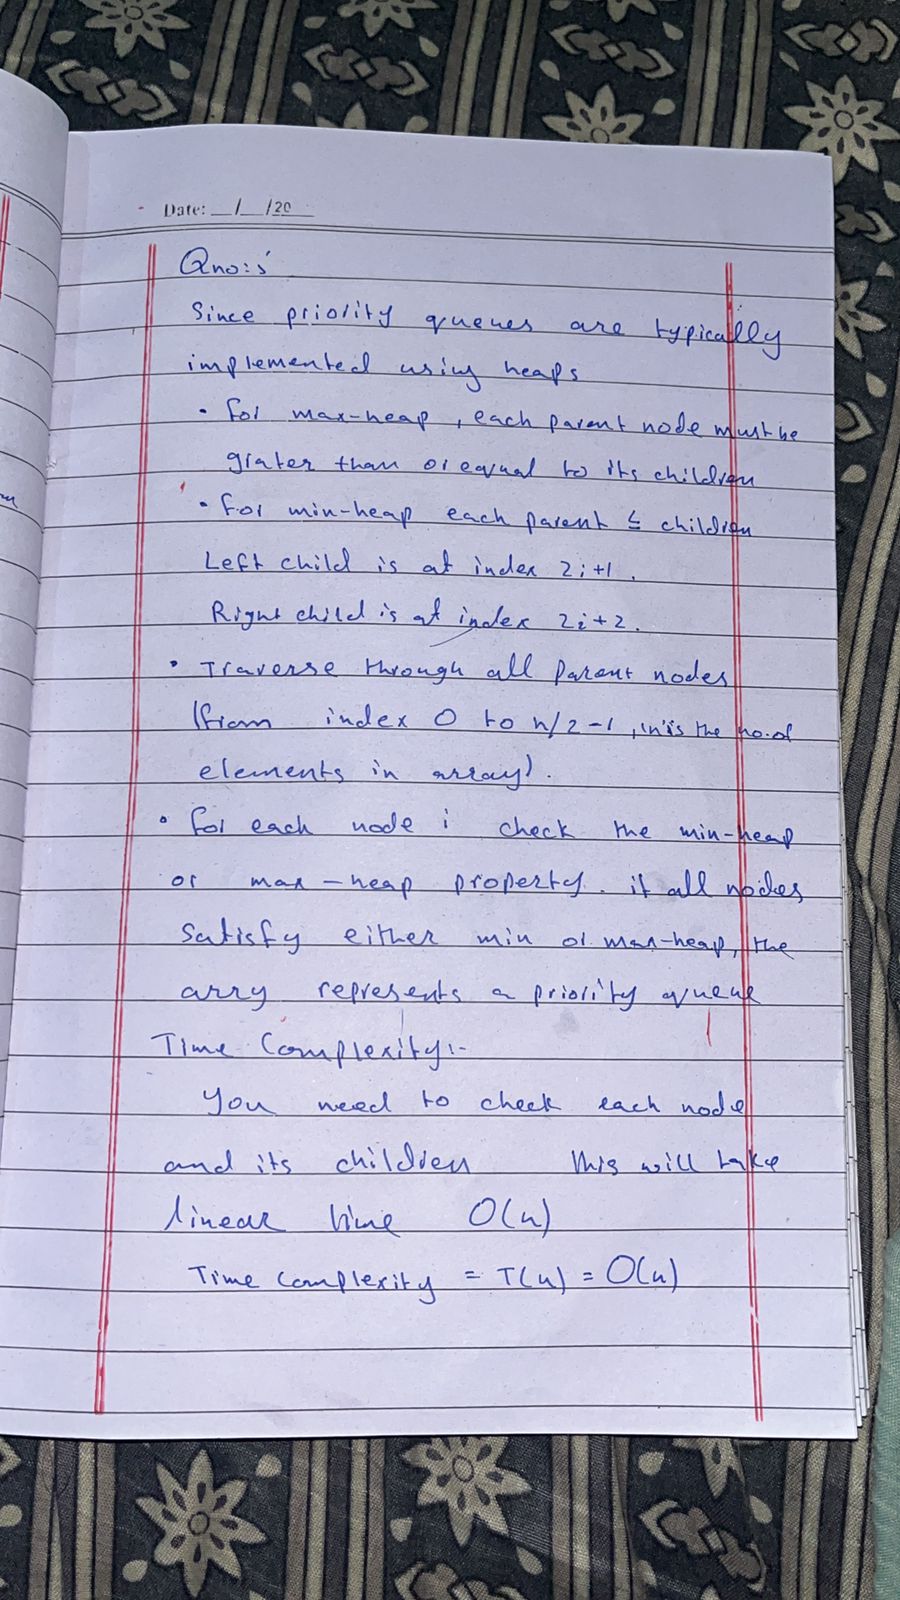 Date: __/__/20__
Qno:5
Since priority queues are typically
implemented using heaps
• for max-heap, each parent node must be
grater than or equal to its children
• for min-heap each parent ≤ children
Left child is at index 2i+1.
Right child is at index 2i+2.
• Traverse through all parent nodes
(from index 0 to n/2-1, 'n' is the no.of
elements in array).
• for each node i check the min-heap
or max-heap property. if all nodes
satisfy either min or max-heap, the
arry represents a priority queue
Time Complexity:-
You need to check each node
and its children this will take
linear time O(n)
Time complexity = T(n) = O(n)